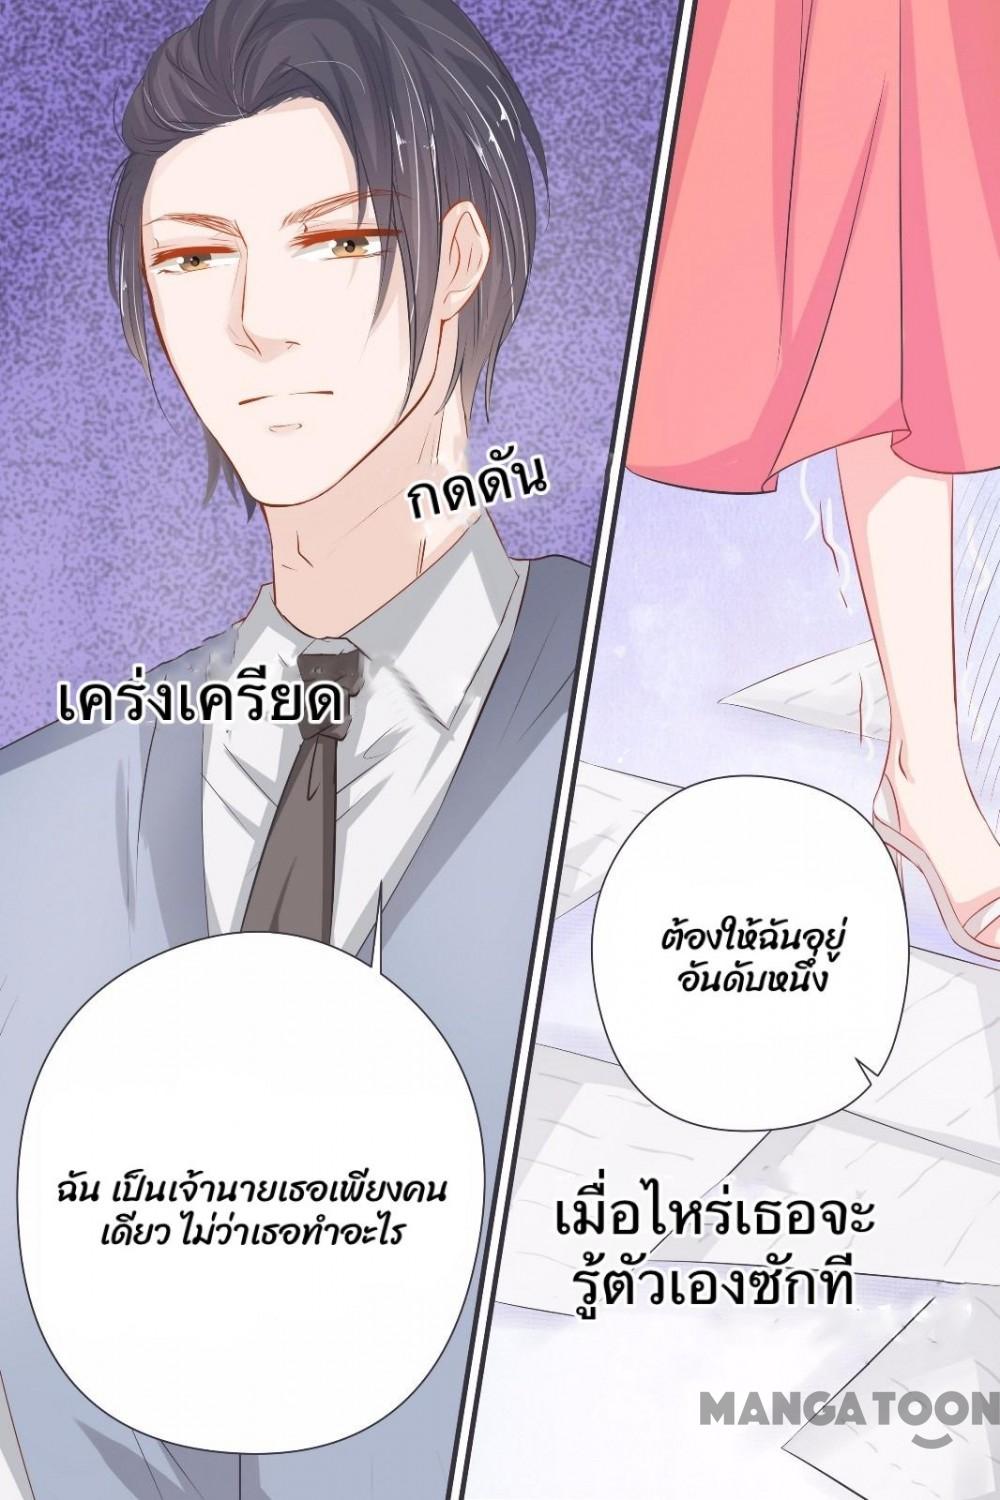 กดดัน
เคร่งเครียด
ฉัน เป็นเจ้านายเธอเพียงคน
เดียว ไม่ว่าเธอทำอะไร
ต้องให้ฉันอยู่
อันดับหนึ่ง
เมื่อไหร่เธอจะ
รู้ตัวเองซักที
MANGATOON